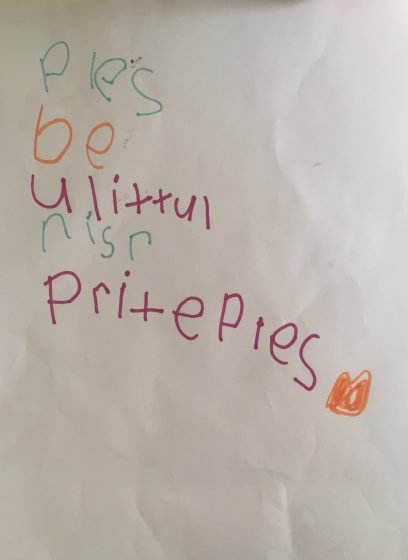 ples
be
u littul
nisr
pritepies